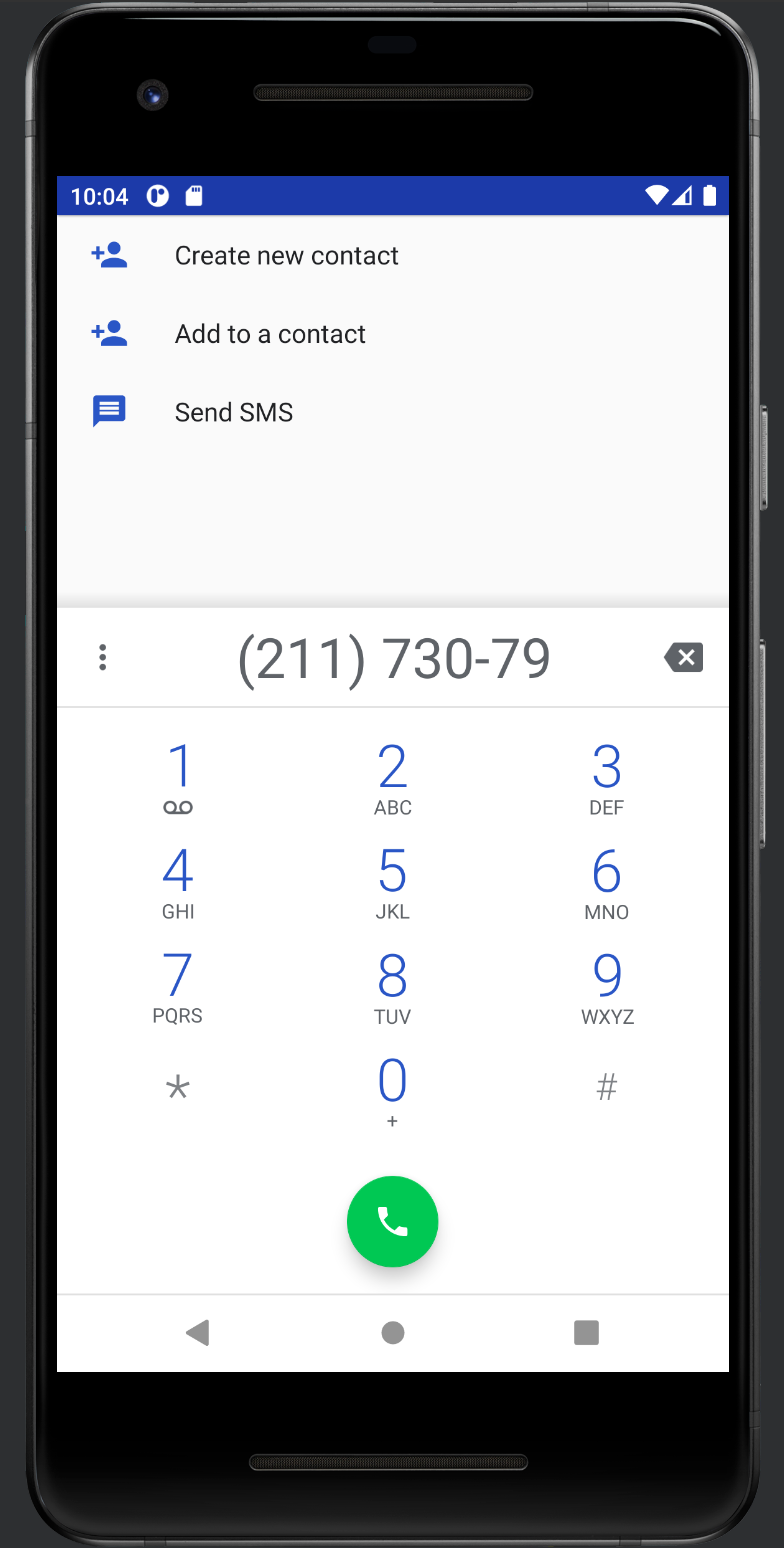 10:04
Create new contact
Add to a contact
Send SMS
(211) 730-79
1 2 3
ABC DEF
4 5 6
GHI JKL MNO
7 8 9
PQRS TUV WXYZ
* 0 #
+